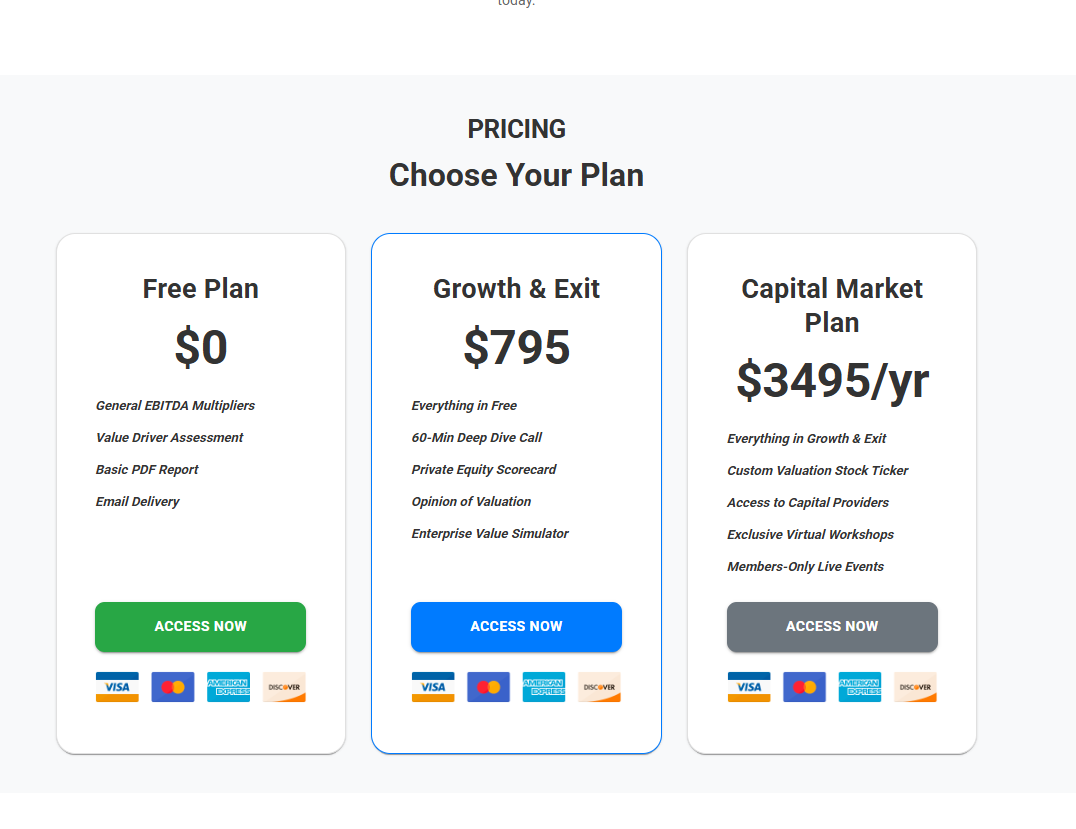 today.
PRICING
Choose Your Plan
Free Plan
$0
General EBITDA Multipliers
Value Driver Assessment
Basic PDF Report
Email Delivery
ACCESS NOW
VISA
AMERICAN
EXPRESS
DISCOVER
Growth & Exit
$795
Everything in Free
60-Min Deep Dive Call
Private Equity Scorecard
Opinion of Valuation
Enterprise Value Simulator
ACCESS NOW
VISA
AMERICAN
EXPRESS
DISCOVER
Capital Market
Plan
$3495/yr
Everything in Growth & Exit
Custom Valuation Stock Ticker
Access to Capital Providers
Exclusive Virtual Workshops
Members-Only Live Events
ACCESS NOW
VISA
AMERICAN
EXPRESS
DISCOVER